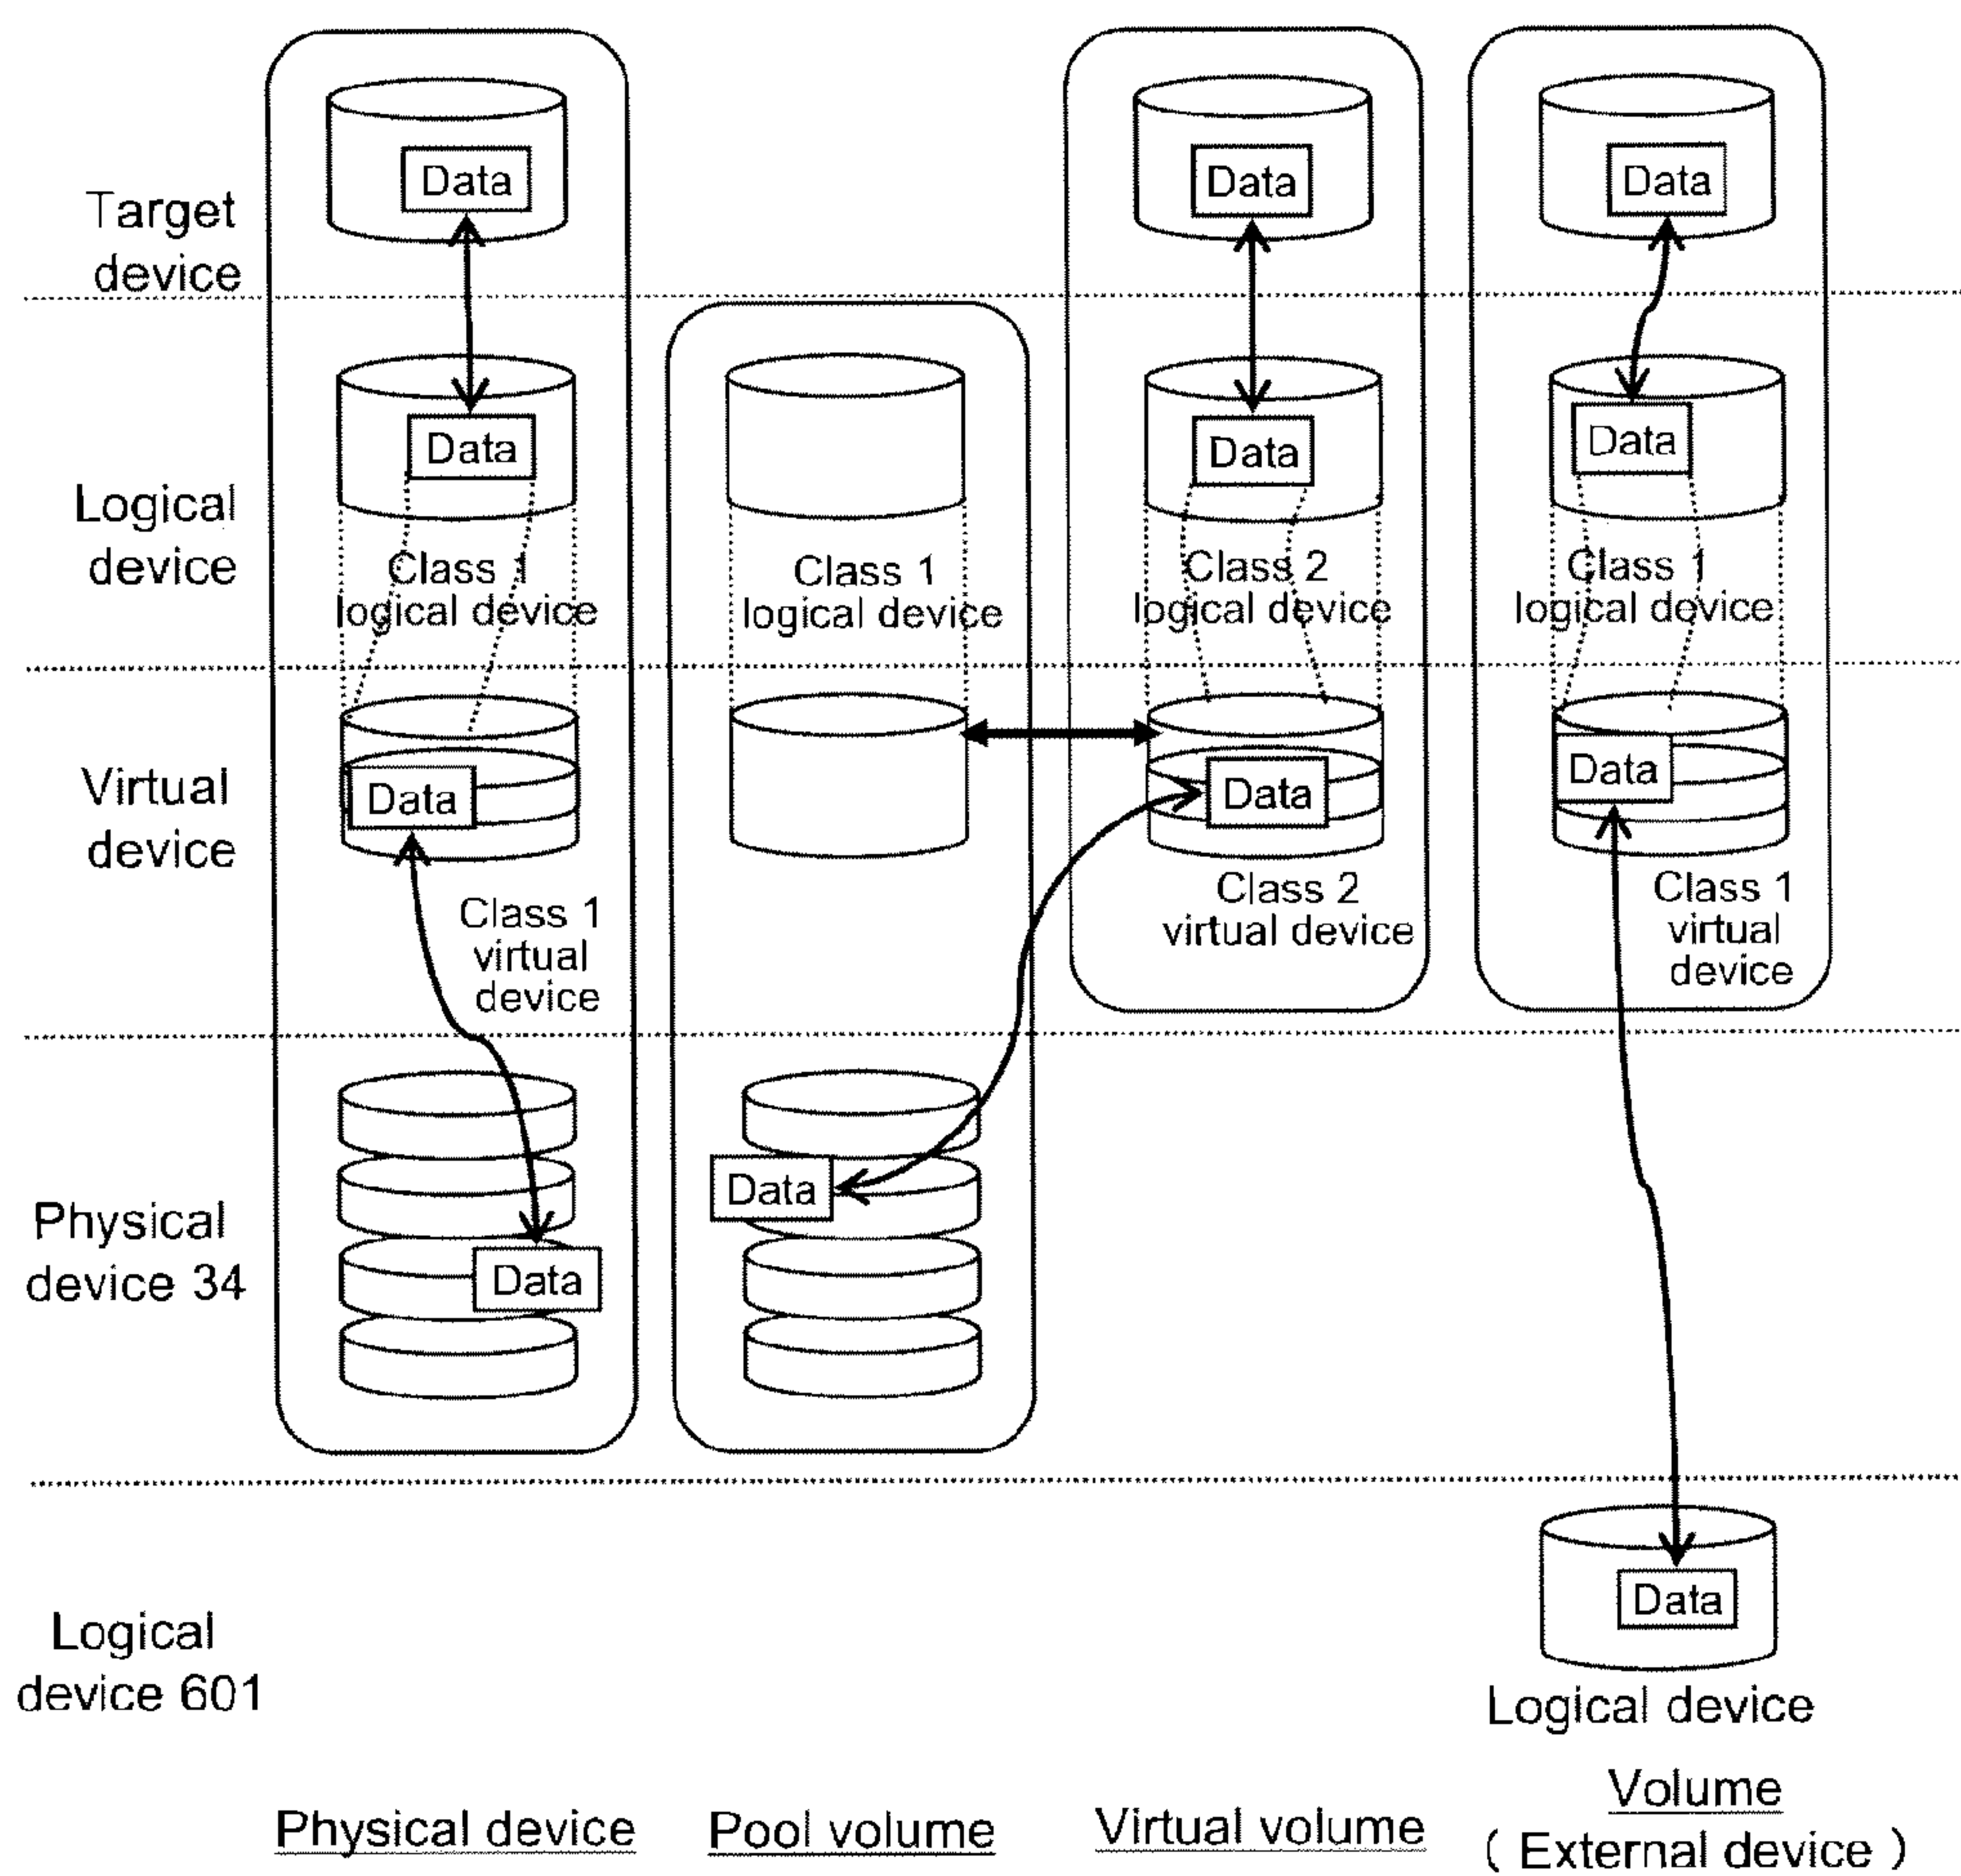 Data
Data
Data
Target
device
Data
Data
Data
Logical
device
Class 1
logical device
Class 1
logical device
Class 2
logical device
Class 1
logical device
Virtual
device
Data
Data
Data
Class 1
virtual
device
Class 2
virtual device
Class 1
virtual
device
Physical
device 34
Data
Data
Logical
device 601
Data
Logical device
Physical device
Pool volume
Virtual volume
Volume
( External device )